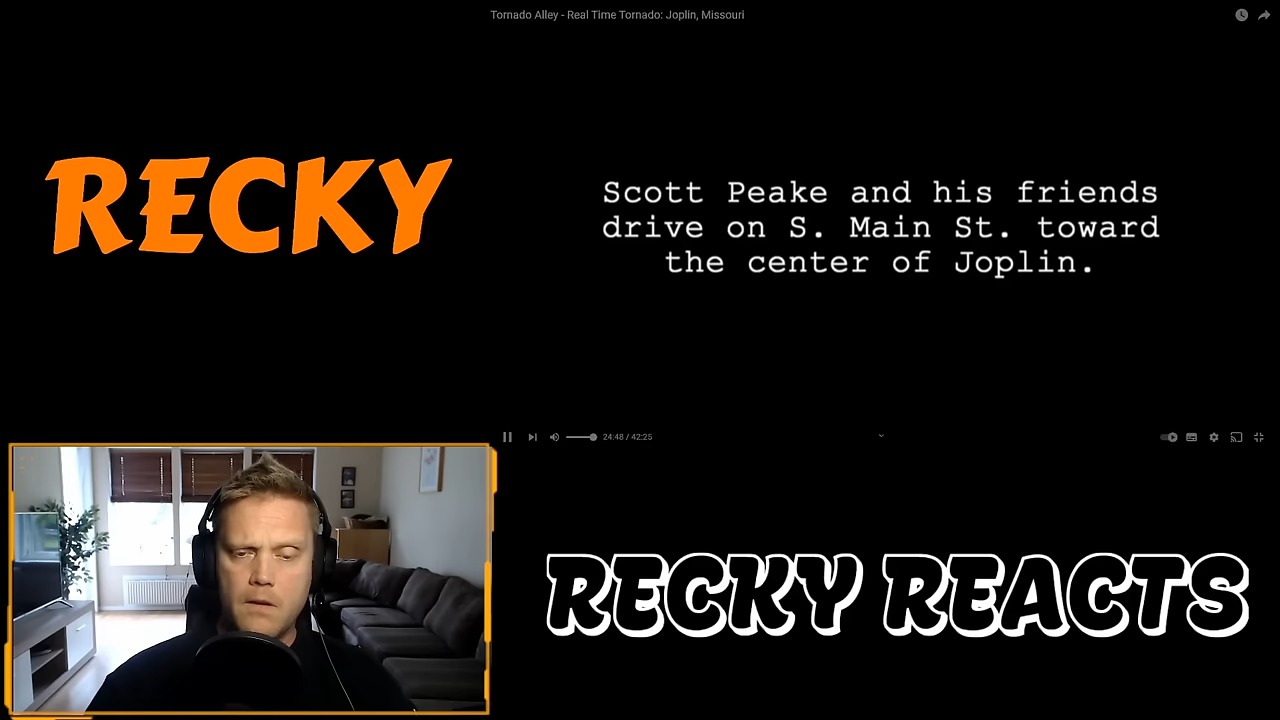 Tornado Alley - Real Time Tornado: Joplin, Missouri
RECKY
Scott Peake and his friends
drive on S. Main St. toward
the center of Joplin.
24:48 / 42:25
RECKY REACTS